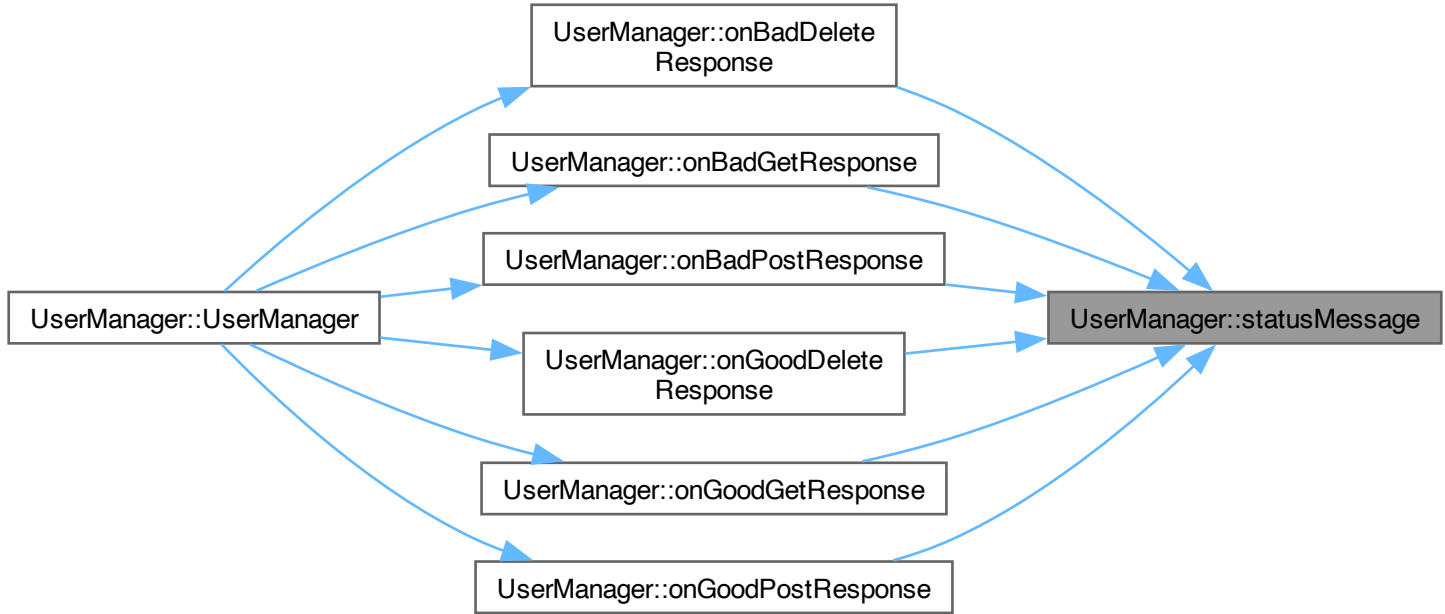 UserManager::onBadDelete
Response
UserManager::onBadGetResponse
UserManager::onBadPostResponse
UserManager::UserManager
UserManager::statusMessage
UserManager::onGoodDelete
Response
UserManager::onGoodGetResponse
UserManager::onGoodPostResponse